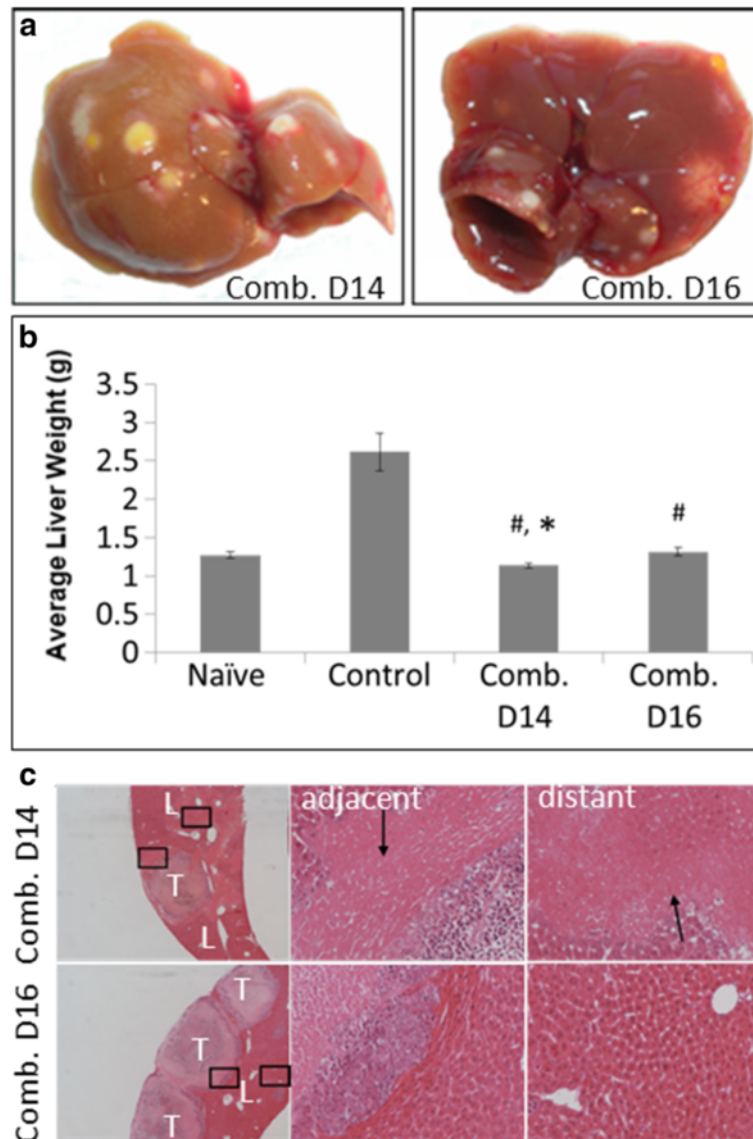 a
Comb. D14
Comb. D16
b
Average Liver Weight (g)
3.5
3
2.5
2
1.5
1
0.5
0
#, *
#
Naïve
Control
Comb. D14
Comb. D16
c
Comb. D14
L
T
L
adjacent
distant
Comb. D16
T
T
L
T